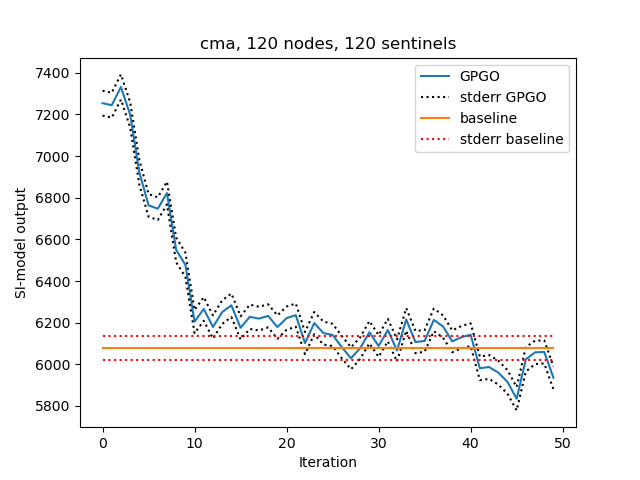 cma, 120 nodes, 120 sentinels
7400
7200
7000
6800
6600
6400
6200
6000
5800
SI-model output
GPGO
stderr GPGO
baseline
stderr baseline
0
10
20
30
40
50
Iteration